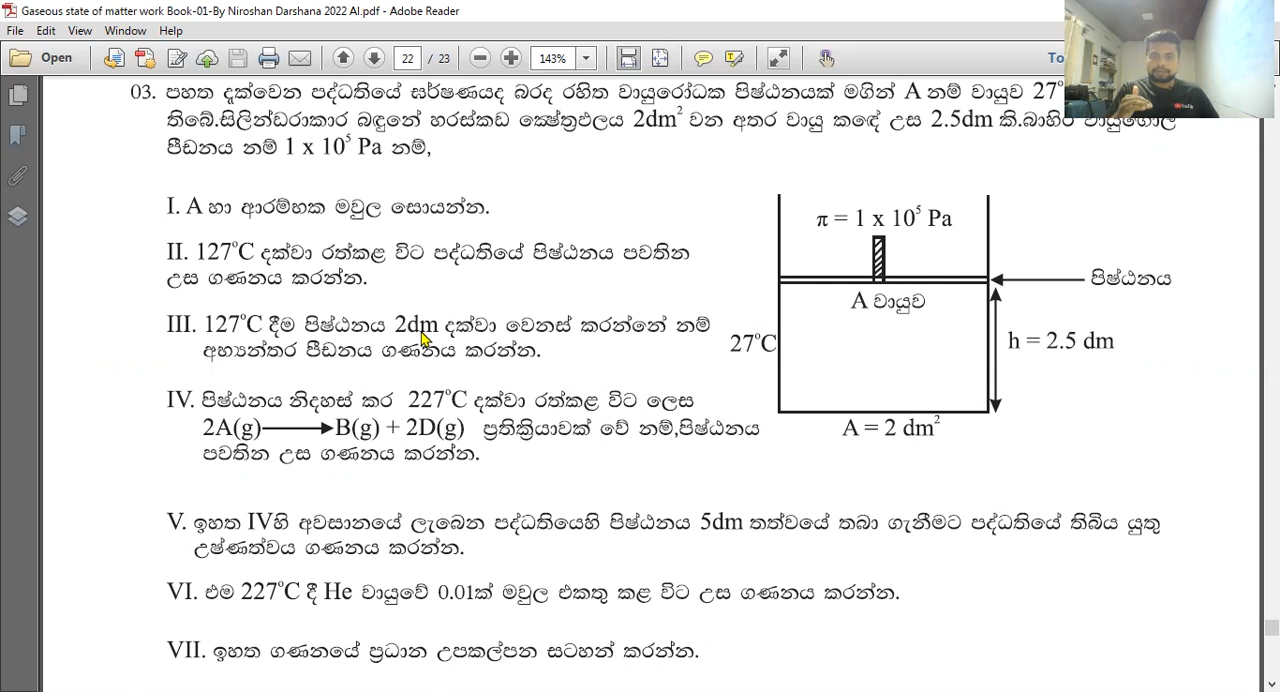 Gaseous state of matter work Book-01-By Niroshan Darshana 2022 Al.pdf - Adobe Reader
File Edit View Window Help
Open 22 / 23 143% To
03. පහත දැක්වෙන පද්ධතියේ ඝර්ෂණයද බරද රහිත වායුරෝධක පිෂ්ඨනයක් මගින් A නම් වායුව 27°
තිබේ.සිලින්ඩරාකාර බඳුනේ හරස්කඩ ක්‍ෂේත්‍රඵලය 2dm² වන අතර වායු කඳේ උස 2.5dm කි.බාහිර වායුගෝල
පීඩනය නම් 1 x 10⁵ Pa නම්,
I. A හා ආරම්භක මවුල සොයන්න.
II. 127°C දක්වා රත්කළ විට පද්ධතියේ පිෂ්ඨනය පවතින
උස ගණනය කරන්න.
III. 127°C දීම පිෂ්ඨනය 2dm දක්වා වෙනස් කරන්නේ නම්
අභ්‍යන්තර පීඩනය ගණනය කරන්න.
IV. පිෂ්ඨනය නිදහස් කර 227°C දක්වා රත්කළ විට ලෙස
2A(g) ⟶ B(g) + 2D(g) ප්‍රතික්‍රියාවක් වේ නම්,පිෂ්ඨනය
පවතින උස ගණනය කරන්න.
π = 1 x 10⁵ Pa
පිෂ්ඨනය
A වායුව
27°C
h = 2.5 dm
A = 2 dm²
V. ඉහත IVහි අවසානයේ ලැබෙන පද්ධතියෙහි පිෂ්ඨනය 5dm තත්වයේ තබා ගැනීමට පද්ධතියේ තිබිය යුතු
උෂ්ණත්වය ගණනය කරන්න.
VI. එම 227°C දී He වායුවේ 0.01ක් මවුල එකතු කළ විට උස ගණනය කරන්න.
VII. ඉහත ගණනයේ ප්‍රධාන උපකල්පන සටහන් කරන්න.